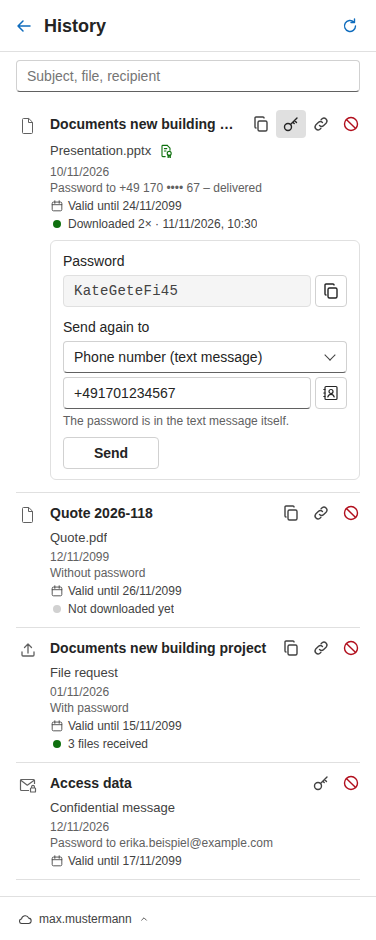 History
Subject, file, recipient
Documents new building …
Presentation.pptx
10/11/2026
Password to +49 170 •••• 67 – delivered
Valid until 24/11/2099
Downloaded 2× · 11/11/2026, 10:30
Password
KateGeteFi45
Send again to
Phone number (text message)
+491701234567
The password is in the text message itself.
Send
Quote 2026-118
Quote.pdf
12/11/2099
Without password
Valid until 26/11/2099
Not downloaded yet
Documents new building project
File request
01/11/2026
With password
Valid until 15/11/2099
3 files received
Access data
Confidential message
12/11/2026
Password to erika.beispiel@example.com
Valid until 17/11/2099
max.mustermann